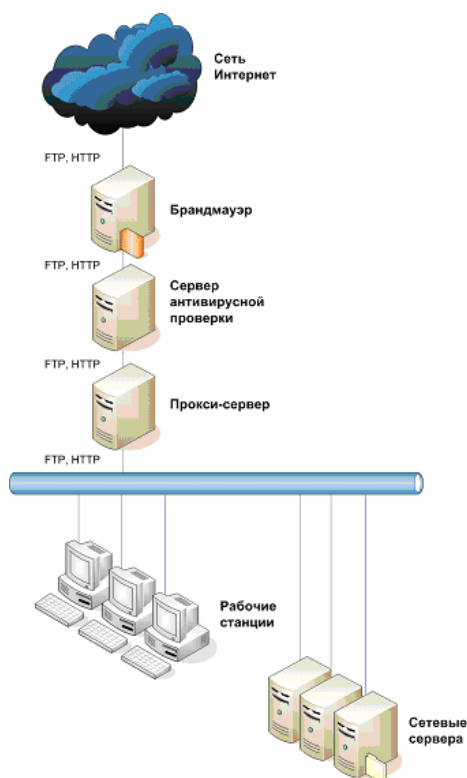 Сеть
Интернет
FTP, HTTP
Брандмауэр
FTP, HTTP
Сервер
антивирусной
проверки
FTP, HTTP
Прокси-сервер
FTP, HTTP
Рабочие
станции
Сетевые
сервера